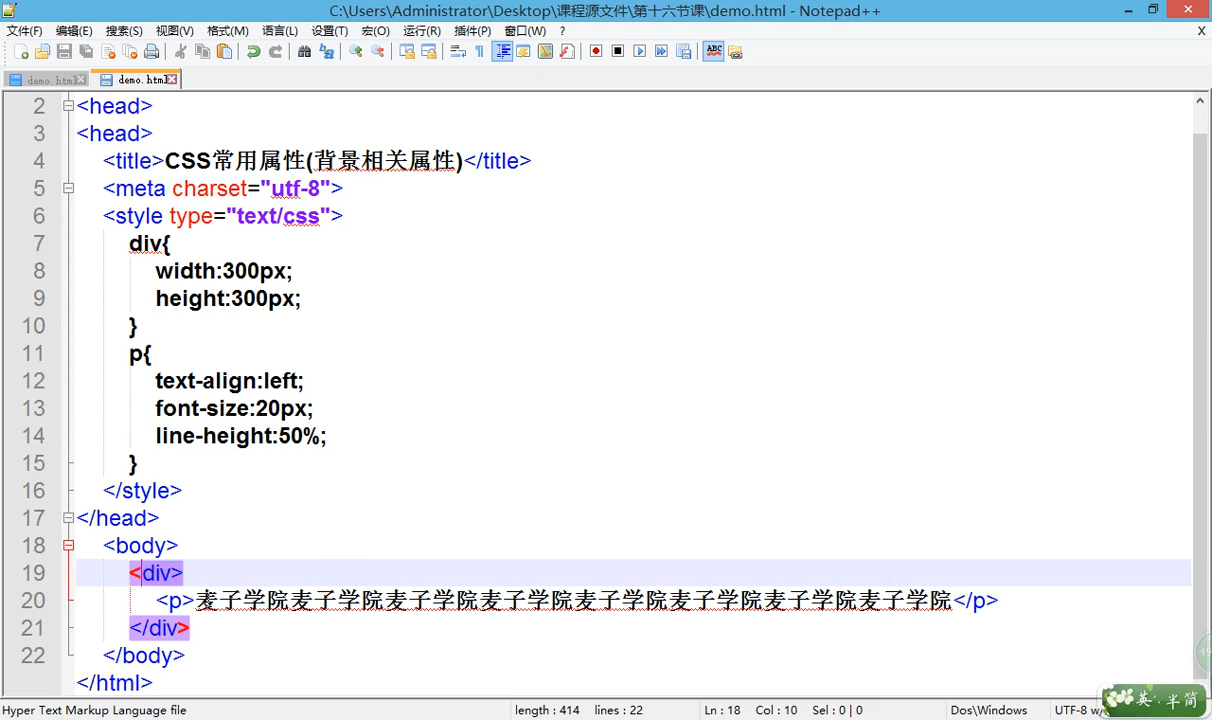 C:\Users\Administrator\Desktop\课程源文件\第十六节课\demo.html - Notepad++
文件(F) 编辑(E) 搜索(S) 视图(V) 格式(M) 语言(L) 设置(T) 宏(O) 运行(R) 插件(P) 窗口(W) ? X
demo.html demo.html
2 <head>
3 <head>
4 <title>CSS常用属性(背景相关属性)</title>
5 <meta charset="utf-8">
6 <style type="text/css">
7 div{
8 width:300px;
9 height:300px;
10 }
11 p{
12 text-align:left;
13 font-size:20px;
14 line-height:50%;
15 }
16 </style>
17 </head>
18 <body>
19 <div>
20 <p>麦子学院麦子学院麦子学院麦子学院麦子学院麦子学院麦子学院麦子学院</p>
21 </div>
22 </body>
</html>
Hyper Text Markup Language file length : 414 lines : 22 Ln : 18 Col : 10 Sel : 0 | 0 Dos\Windows UTF-8 w/
英 半 简